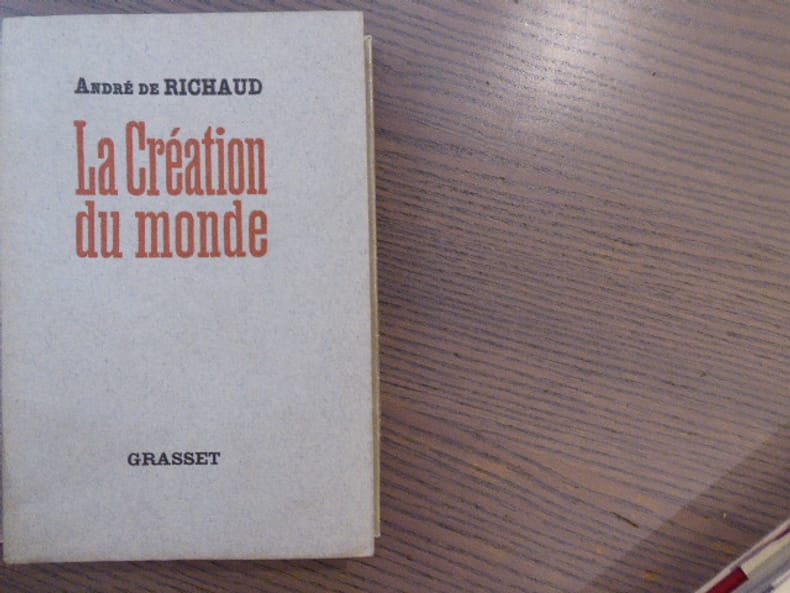 André de RICHAUD
La Création
du monde
GRASSET